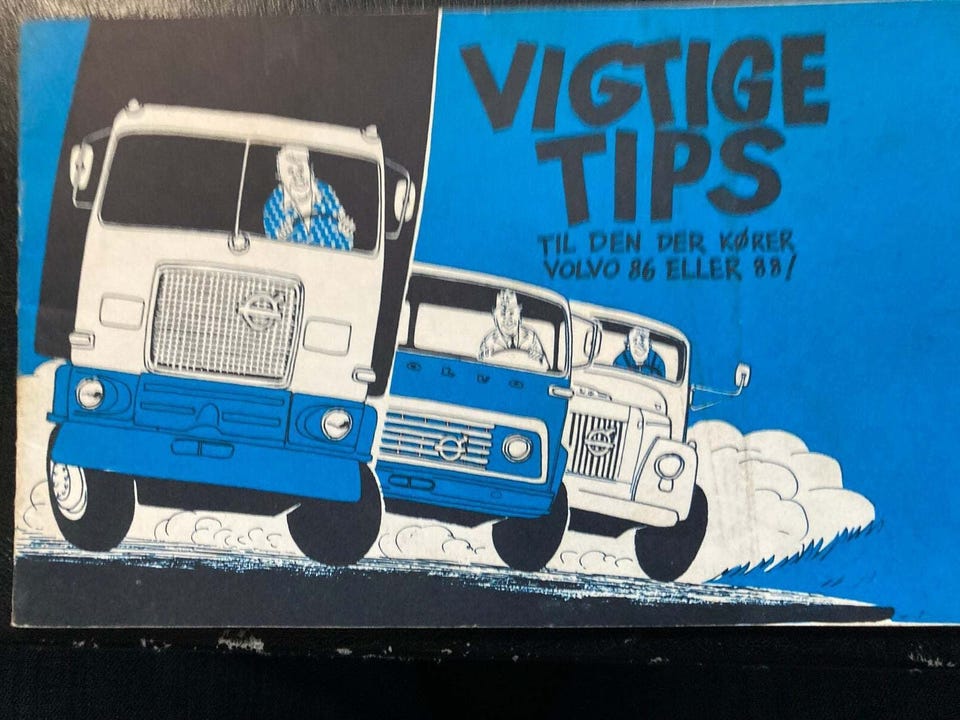 VIGTIGE
TIPS
TIL DEN DER KØRER
VOLVO 86 ELLER 88!
VOLVO